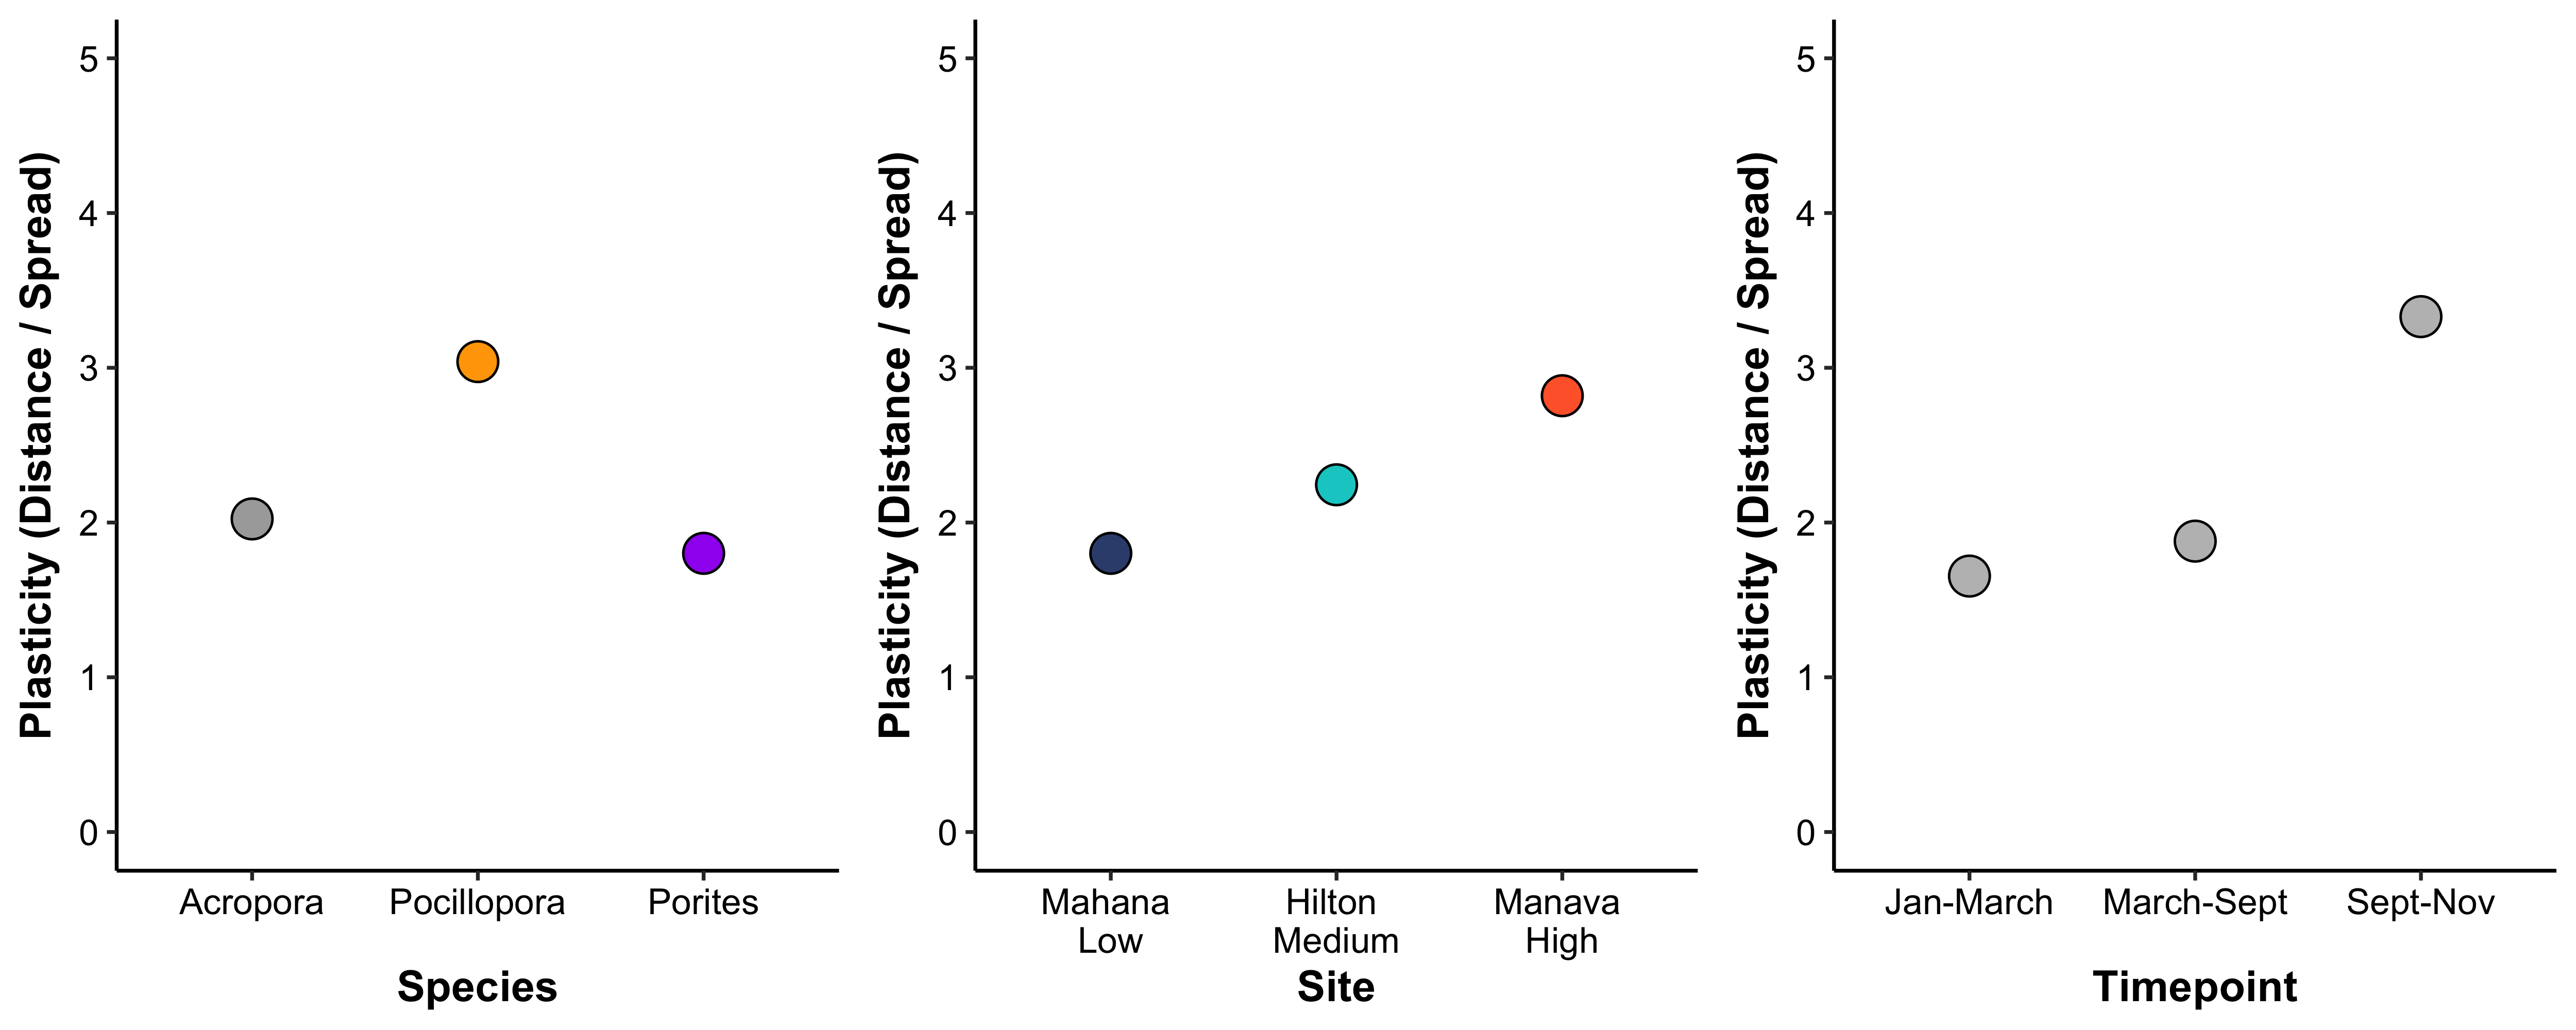 Plasticity (Distance / Spread)
5
4
3
2
1
0
Acropora Pocillopora Porites
Species
Plasticity (Distance / Spread)
5
4
3
2
1
0
Mahana Hilton Manava
Low Medium High
Site
Plasticity (Distance / Spread)
5
4
3
2
1
0
Jan-March March-Sept Sept-Nov
Timepoint